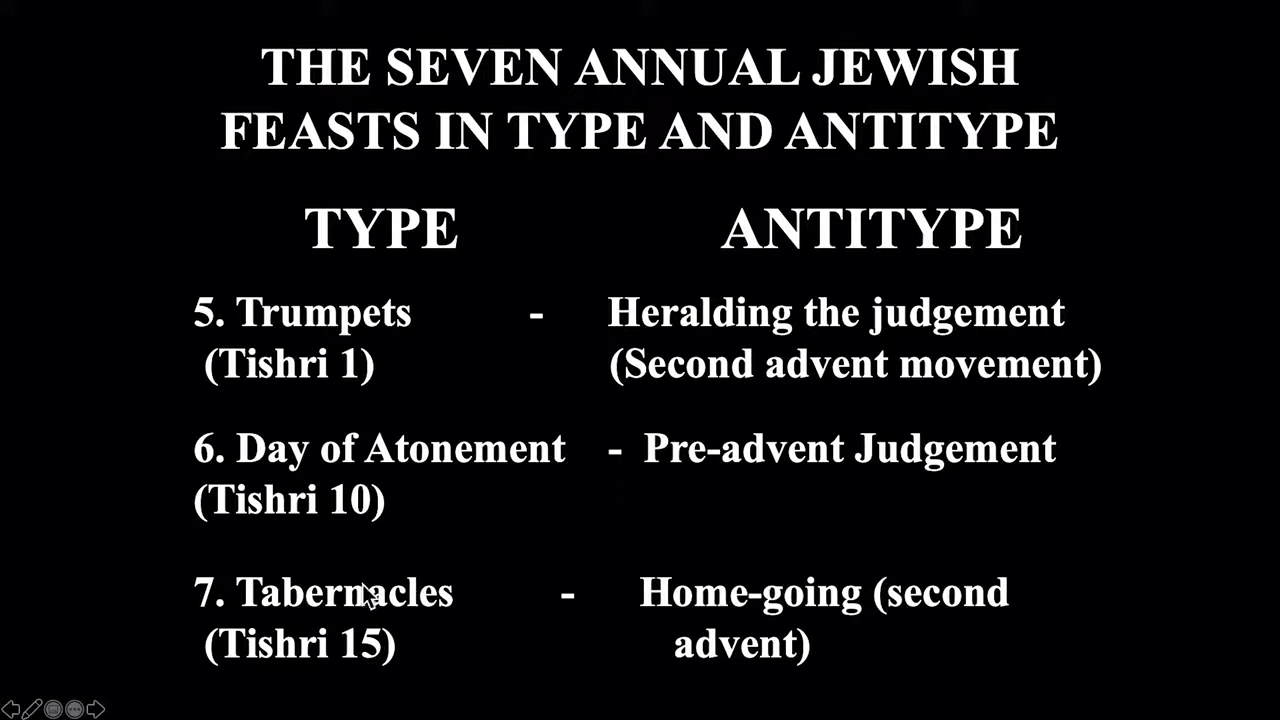 THE SEVEN ANNUAL JEWISH
FEASTS IN TYPE AND ANTITYPE
TYPE ANTITYPE
5. Trumpets - Heralding the judgement
(Tishri 1) (Second advent movement)
6. Day of Atonement - Pre-advent Judgement
(Tishri 10)
7. Tabernacles - Home-going (second
(Tishri 15) advent)